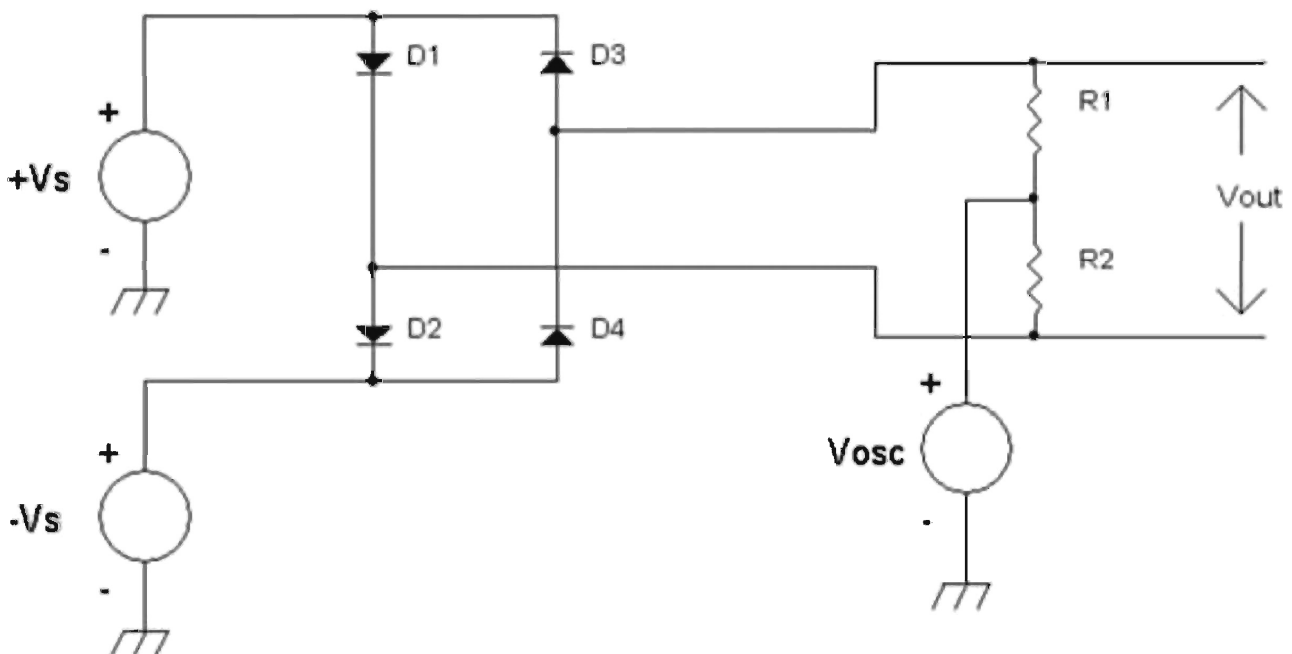 D1
D3
R1
+
+Vs
-
Vout
R2
D2
D4
+
+
Vosc
-Vs
-
-